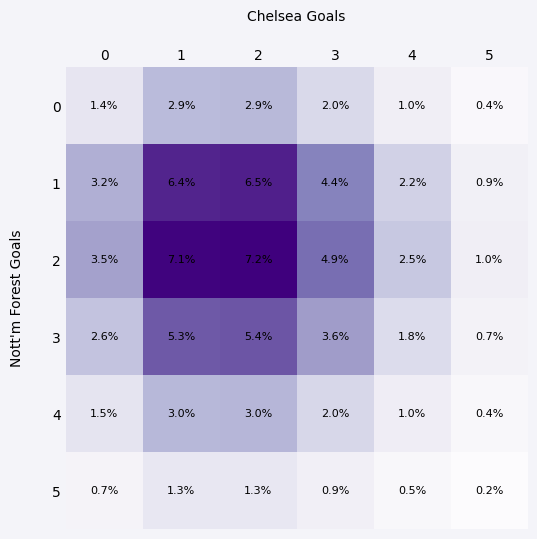 Chelsea Goals
0 1 2 3 4 5
0 1.4% 2.9% 2.9% 2.0% 1.0% 0.4%
1 3.2% 6.4% 6.5% 4.4% 2.2% 0.9%
2 3.5% 7.1% 7.2% 4.9% 2.5% 1.0%
3 2.6% 5.3% 5.4% 3.6% 1.8% 0.7%
4 1.5% 3.0% 3.0% 2.0% 1.0% 0.4%
5 0.7% 1.3% 1.3% 0.9% 0.5% 0.2%
Nott'm Forest Goals